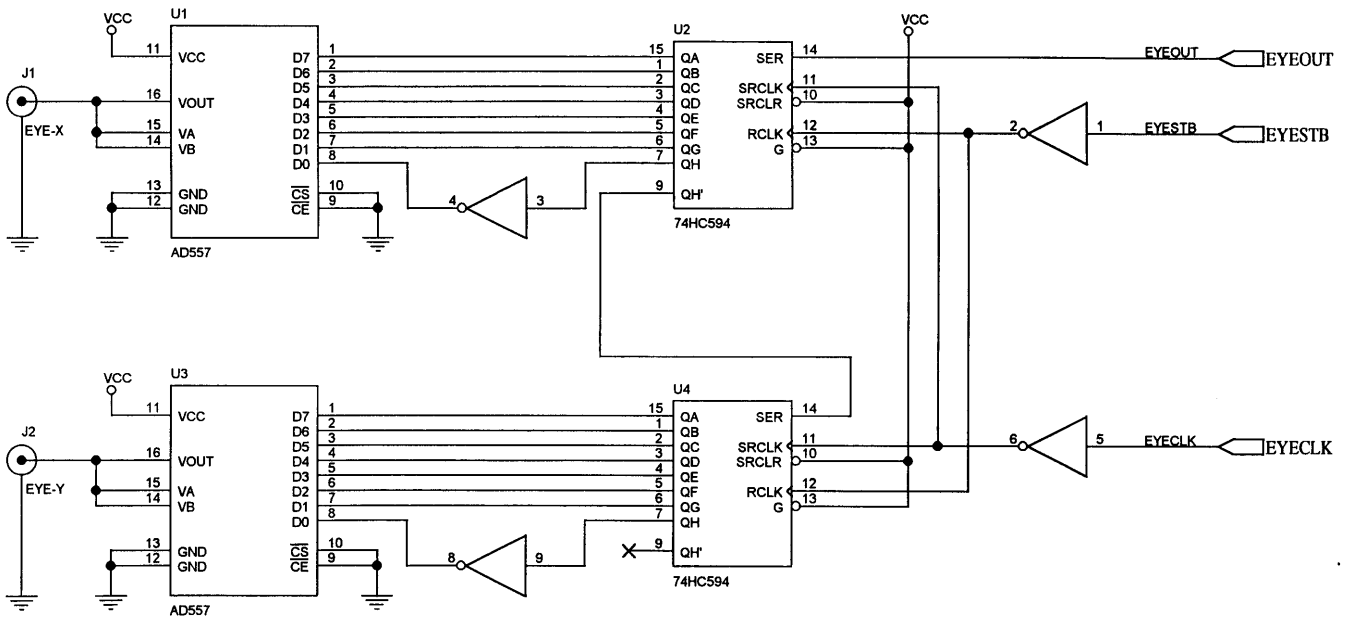 VCC
U1
11 VCC
J1
EYE-X
16 VOUT
15 VA
14 VB
13 GND
12 GND
D7 1
D6 2
D5 3
D4 4
D3 5
D2 6
D1 7
D0 8
CS 10
CE 9
AD557
4 3
U2
15 QA
1 QB
2 QC
3 QD
4 QE
5 QF
6 QG
7 QH
9 QH'
SER 14
SRCLK 11
SRCLR 10
RCLK 12
G 13
74HC594
VCC
EYEOUT EYEOUT
2 1 EYESTB EYESTB
VCC
U3
11 VCC
J2
EYE-Y
16 VOUT
15 VA
14 VB
13 GND
12 GND
D7 1
D6 2
D5 3
D4 4
D3 5
D2 6
D1 7
D0 8
CS 10
CE 9
AD557
8 9
U4
15 QA
1 QB
2 QC
3 QD
4 QE
5 QF
6 QG
7 QH
9 QH'
SER 14
SRCLK 11
SRCLR 10
RCLK 12
G 13
74HC594
6 5 EYECLK EYECLK